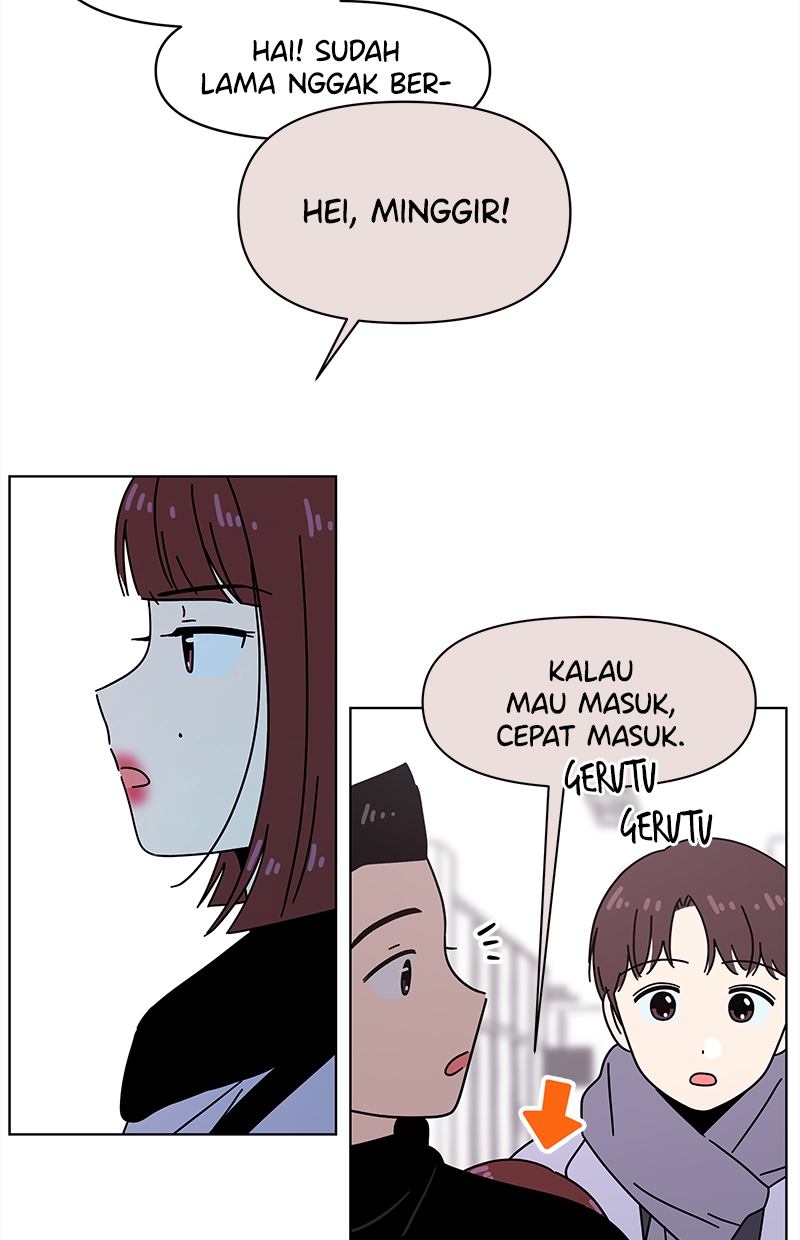 HAI! SUDAH
LAMA NGGAK BER-
HEI, MINGGIR!
KALAU
MAU MASUK,
CEPAT MASUK.
GERUTU
GERUTU